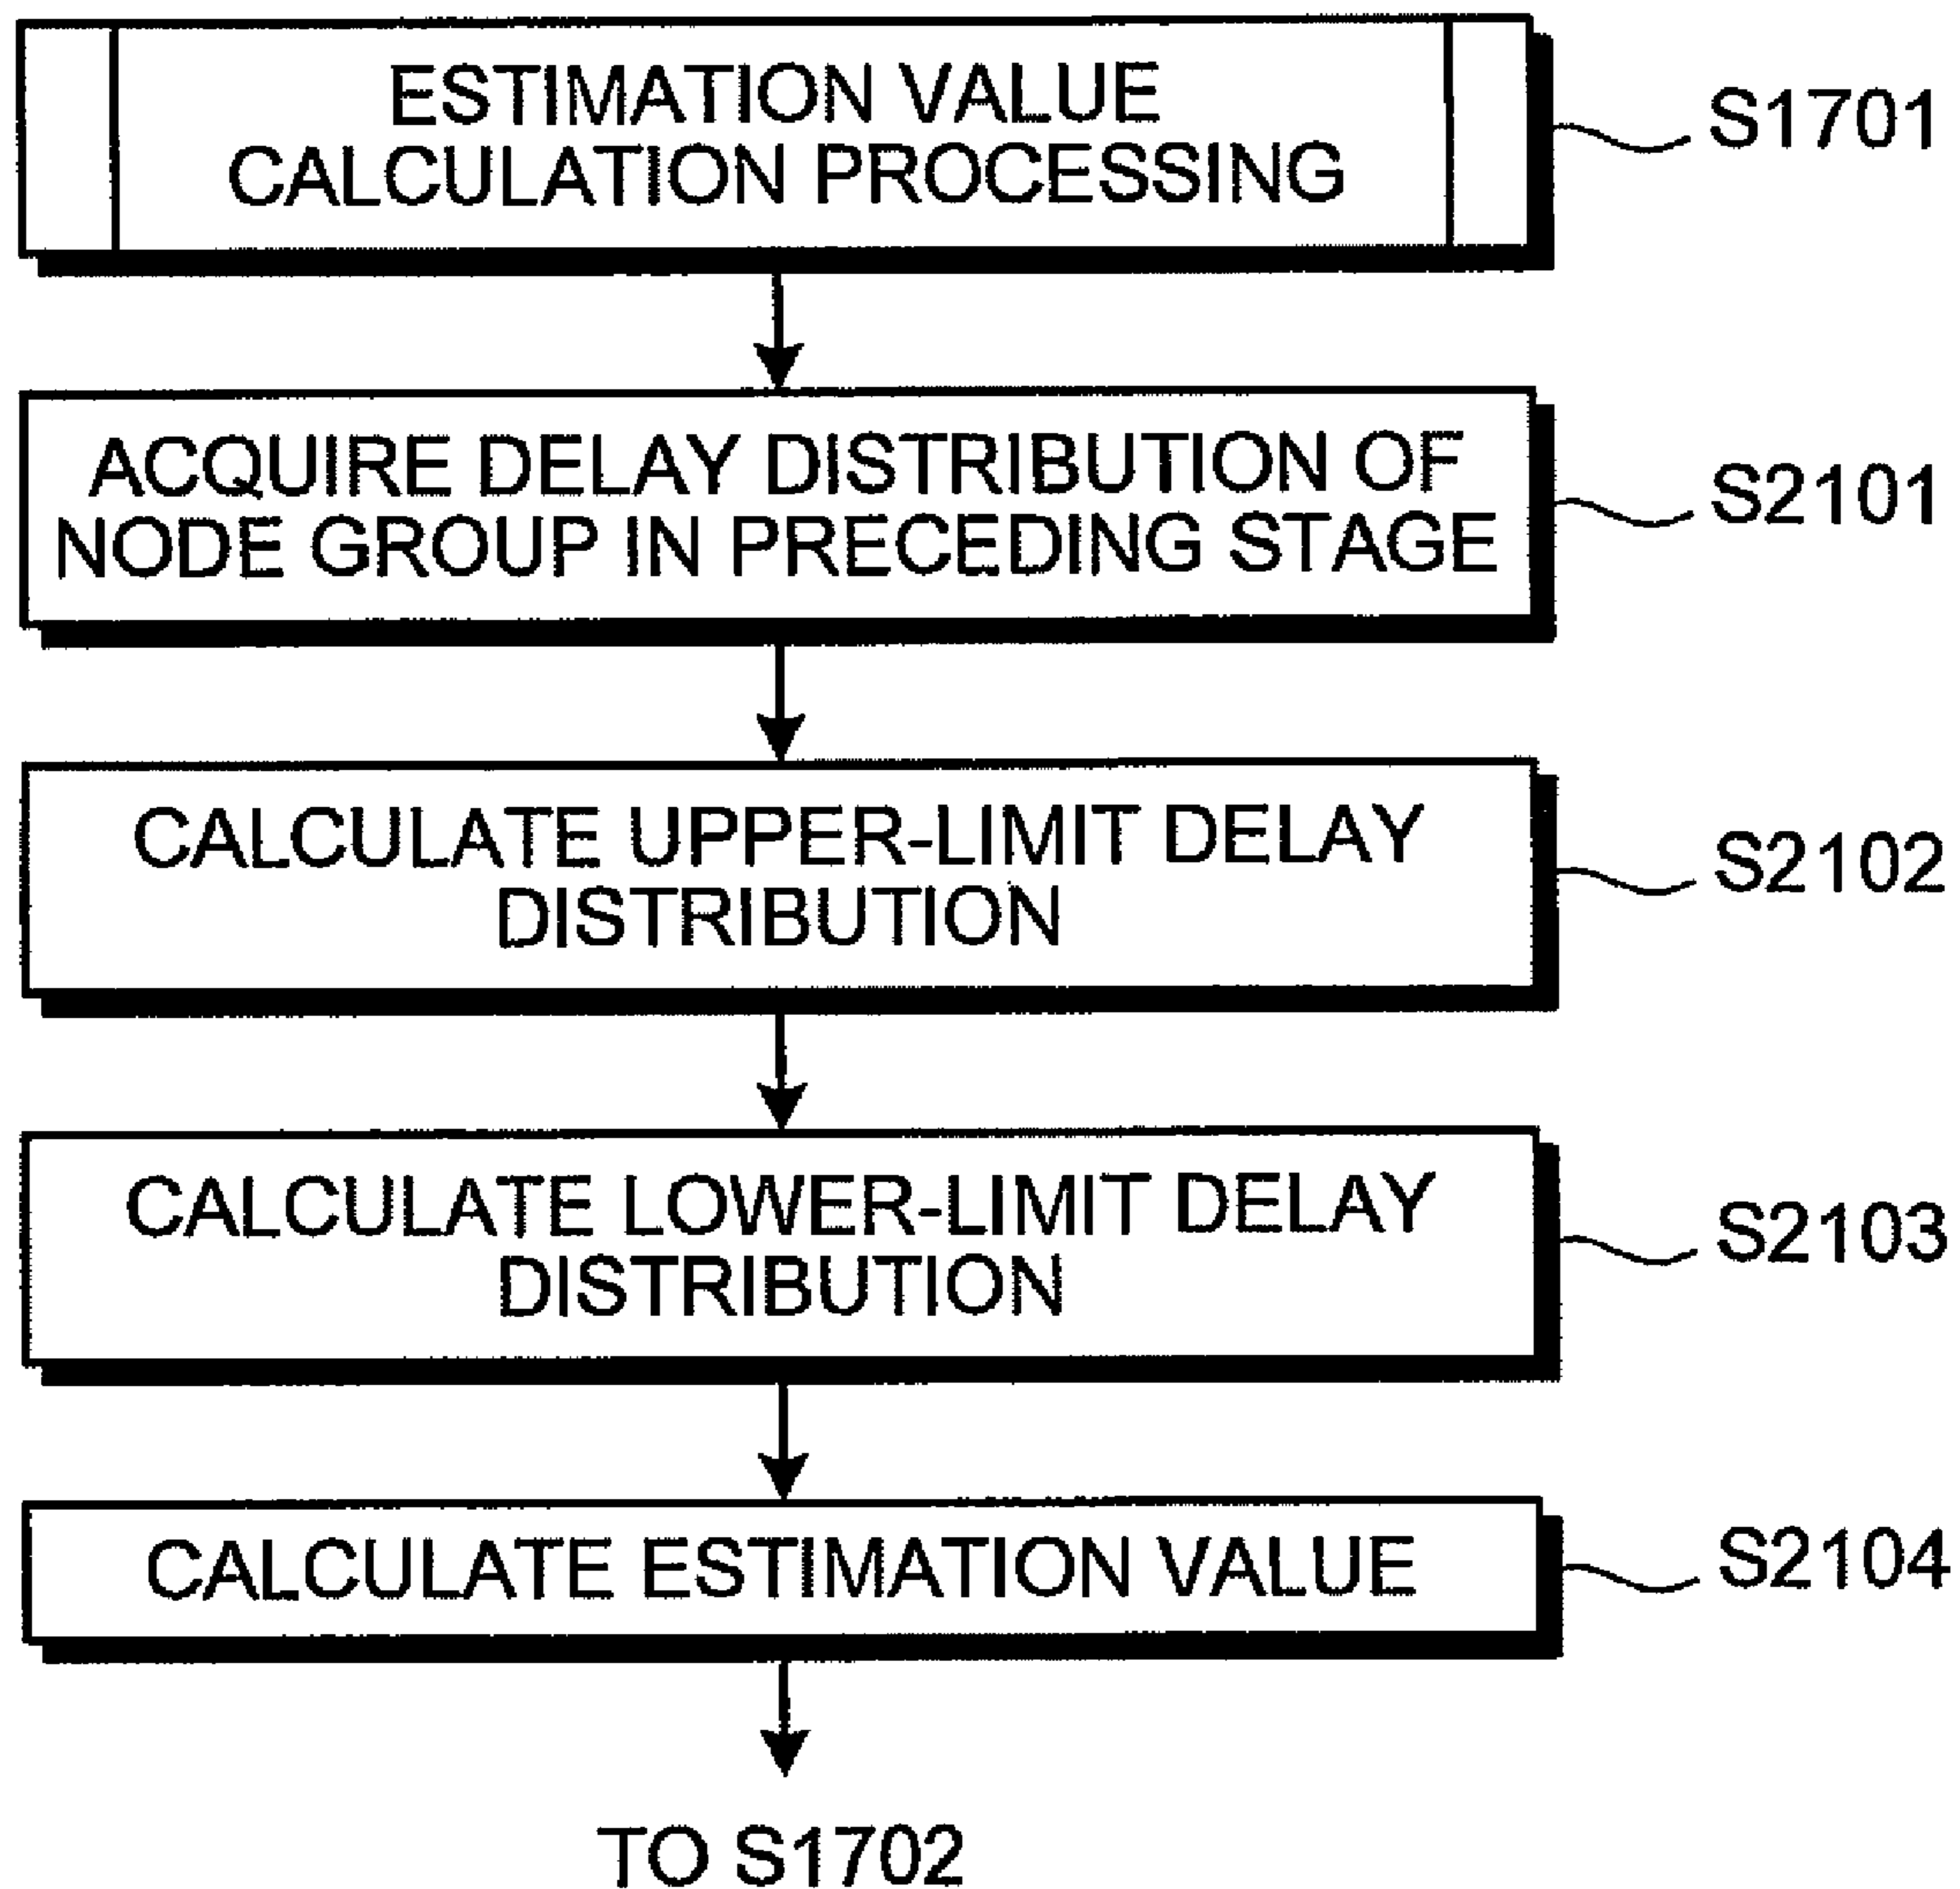 ESTIMATION VALUE
CALCULATION PROCESSING
S1701
ACQUIRE DELAY DISTRIBUTION OF
NODE GROUP IN PRECEDING STAGE
S2101
CALCULATE UPPER-LIMIT DELAY
DISTRIBUTION
S2102
CALCULATE LOWER-LIMIT DELAY
DISTRIBUTION
S2103
CALCULATE ESTIMATION VALUE
S2104
TO S1702